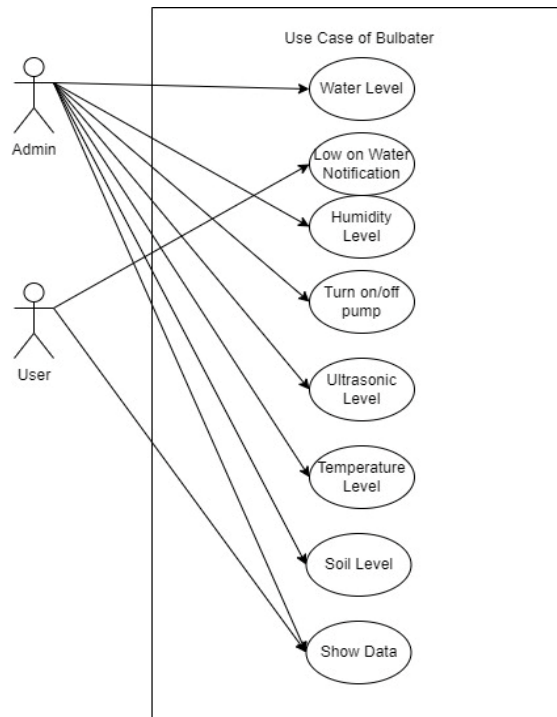 Use Case of Bulbater
Water Level
Admin
Low on Water
Notification
Humidity
Level
Turn on/off
pump
User
Ultrasonic
Level
Temperature
Level
Soil Level
Show Data